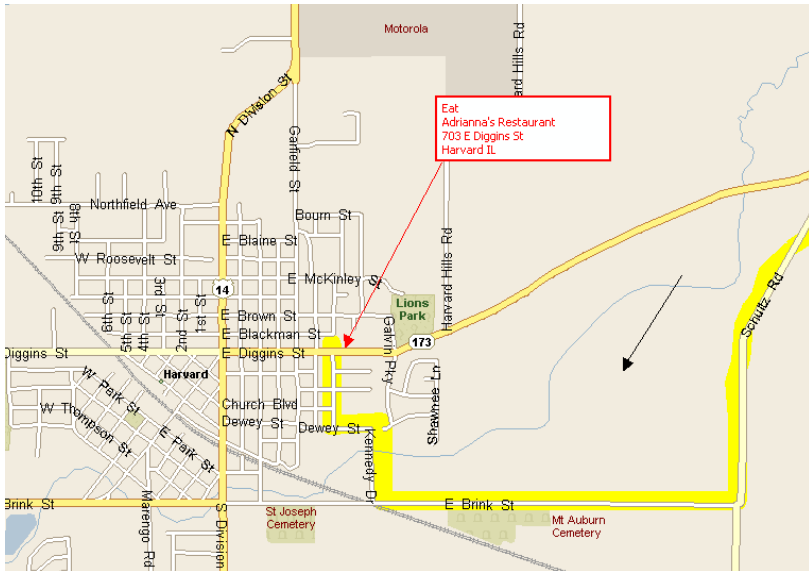 Motorola
Harvard Hills Rd
Eat
Adrianna's Restaurant
703 E Diggins St
Harvard IL
N Division St
Garfield St
10th St
9th St
9th St
8th St
Northfield Ave
Bourn St
E Blaine St
W Roosevelt St
E McKinley St
Harvard Hills Rd
14
3rd St
Lions
Park
6th St
5th St
4th St
2nd St
1st St
E Brown St
E Blackman St
Galvin Pky
173
Schultz Rd
Diggins St
E Diggins St
Harvard
W Park St
W Thompson St
E Park St
Church Blvd
Dewey St
Dewey St
Shawnee Ln
Kennedy Dr
Brink St
E Brink St
Marengo Rd
S Division
St Joseph
Cemetery
Mt Auburn
Cemetery